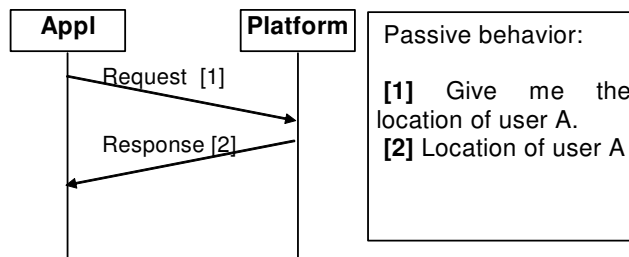 Appl
Platform
Request [1]
Response [2]
Passive behavior:
[1] Give me the
location of user A.
[2] Location of user A